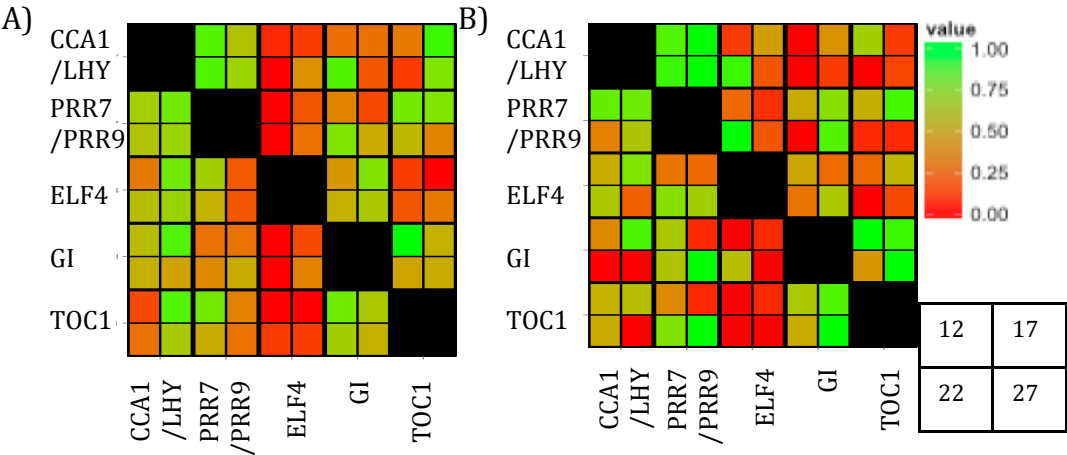 A)
CCA1
/LHY
PRR7
/PRR9
ELF4
GI
TOC1
CCA1
/LHY
PRR7
/PRR9
ELF4
GI
TOC1
B)
CCA1
/LHY
PRR7
/PRR9
ELF4
GI
TOC1
CCA1
/LHY
PRR7
/PRR9
ELF4
GI
TOC1
value
1.00
0.75
0.50
0.25
0.00
12 17
22 27